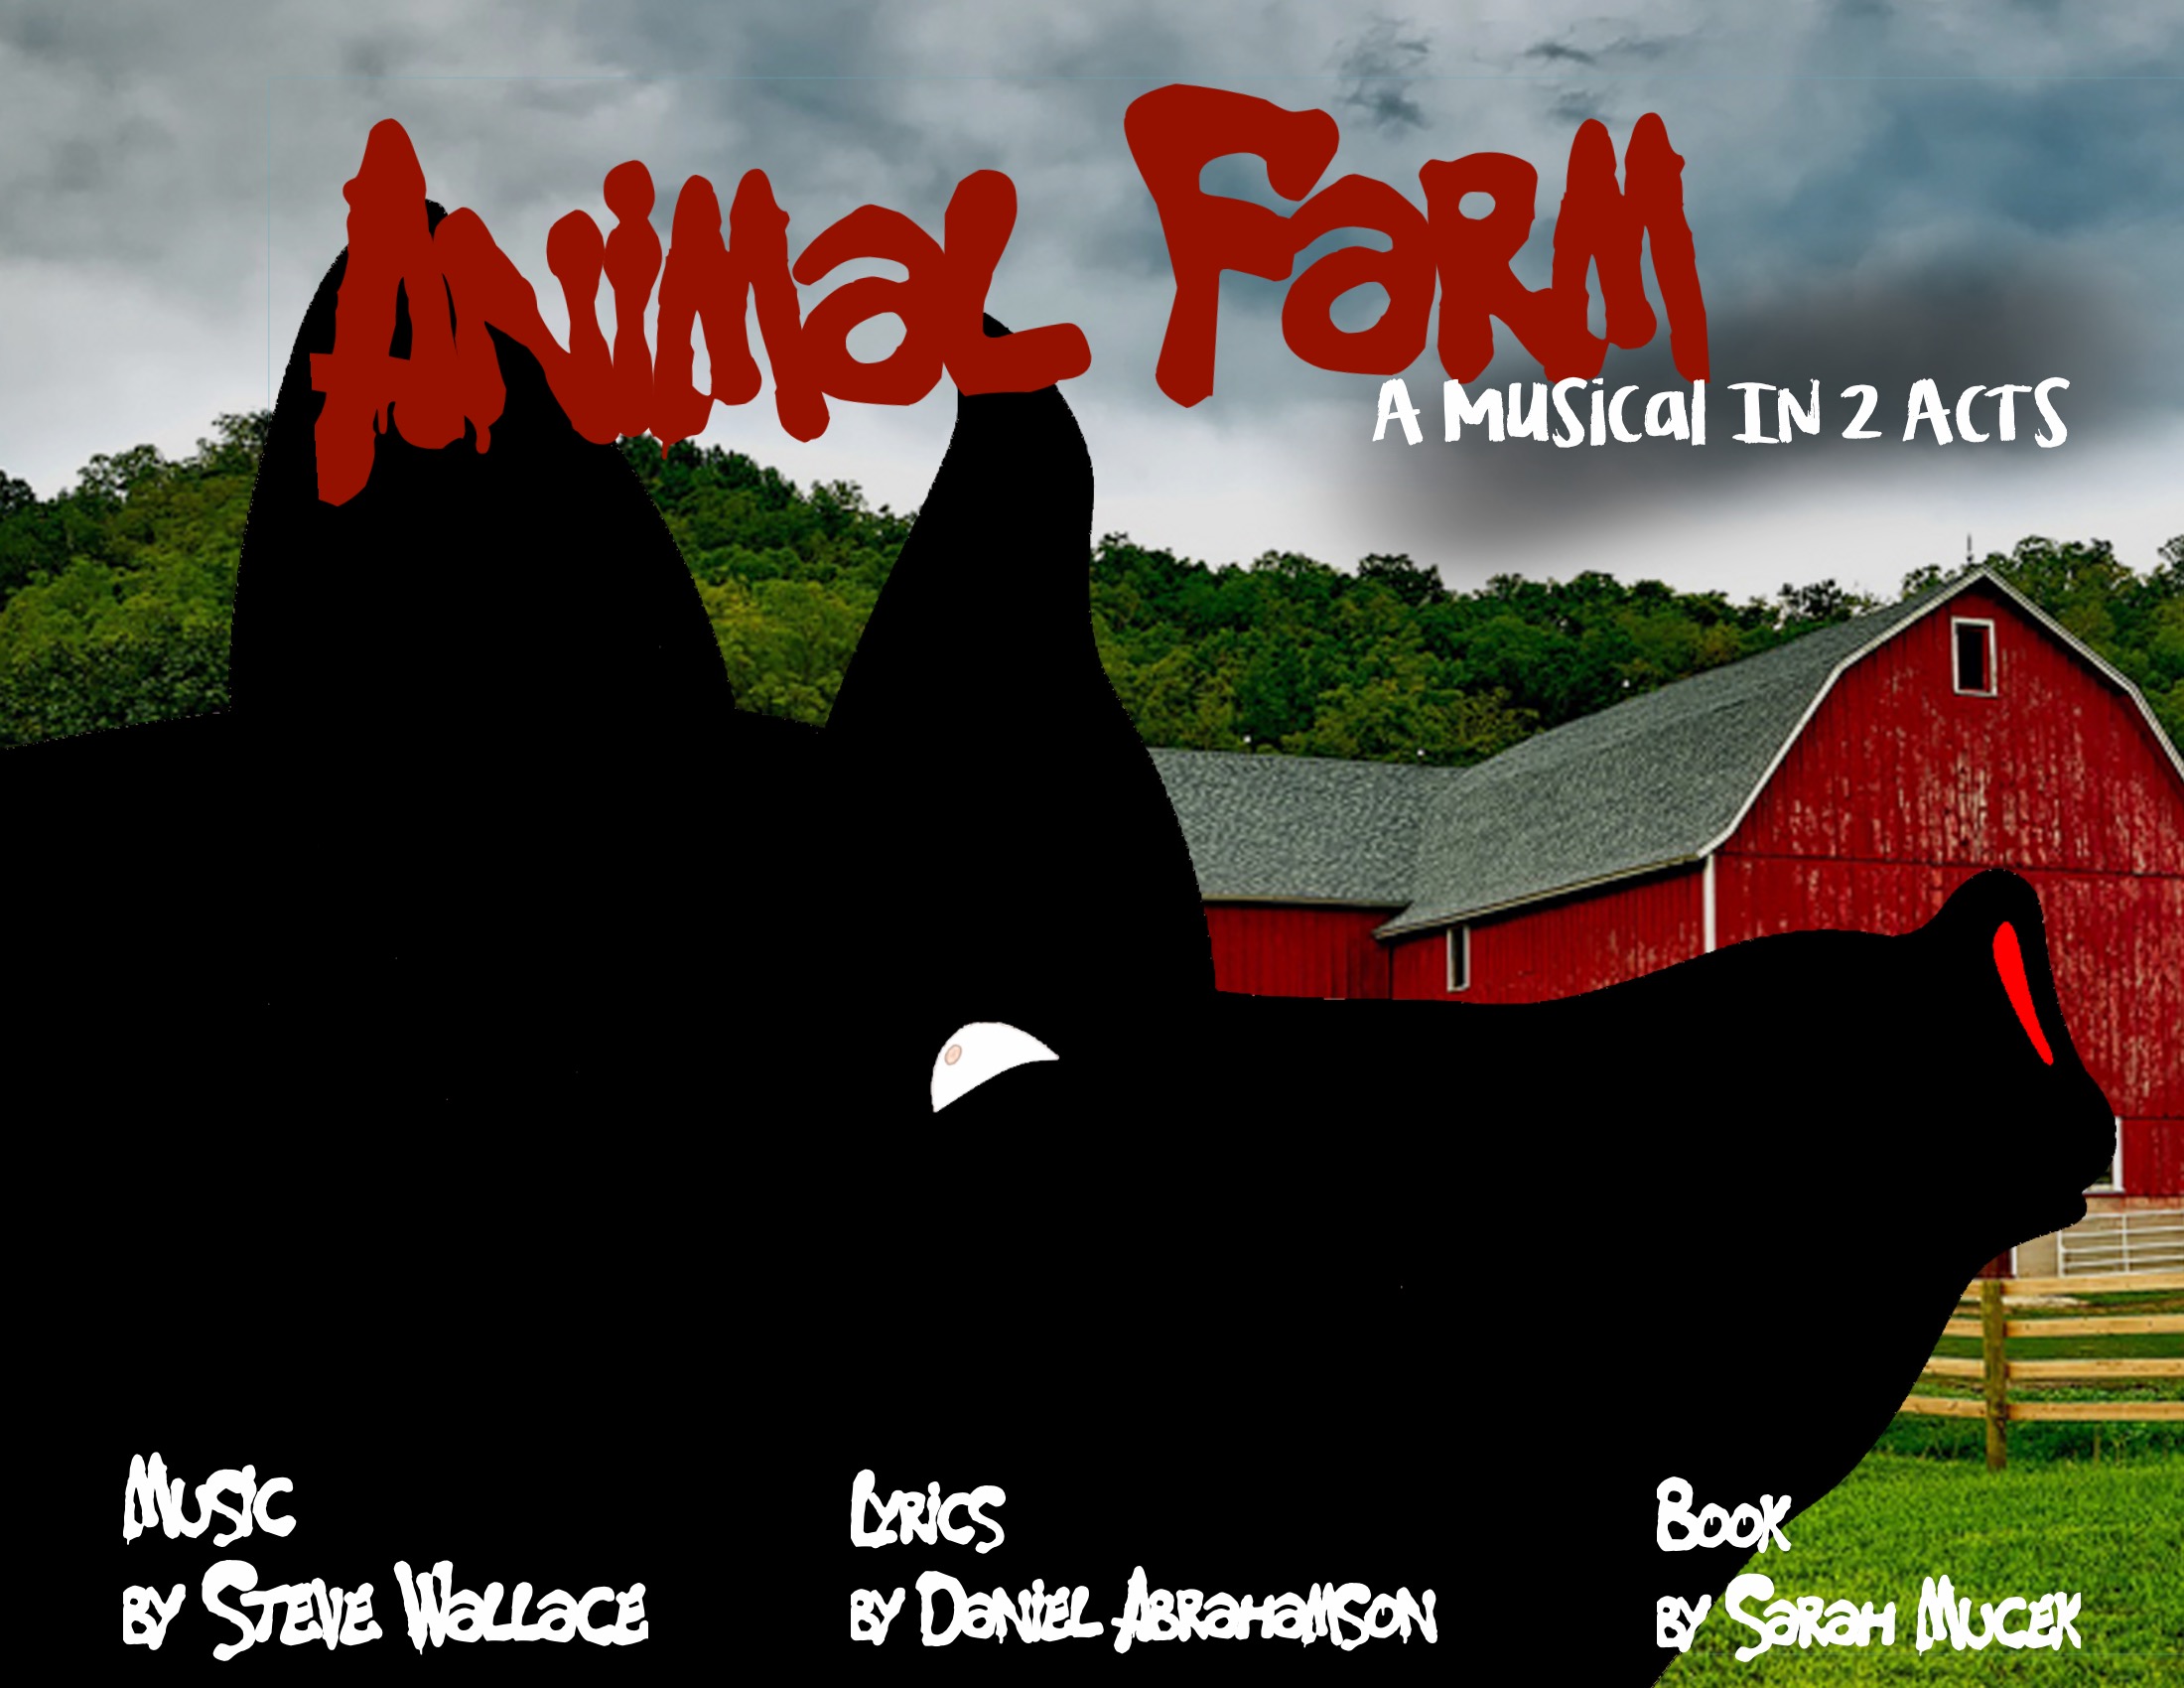 Animal Farm
A Musical in 2 Acts
Music
by Steve Wallace
Lyrics
by Daniel Abrahamson
Book
by Sarah Mucek